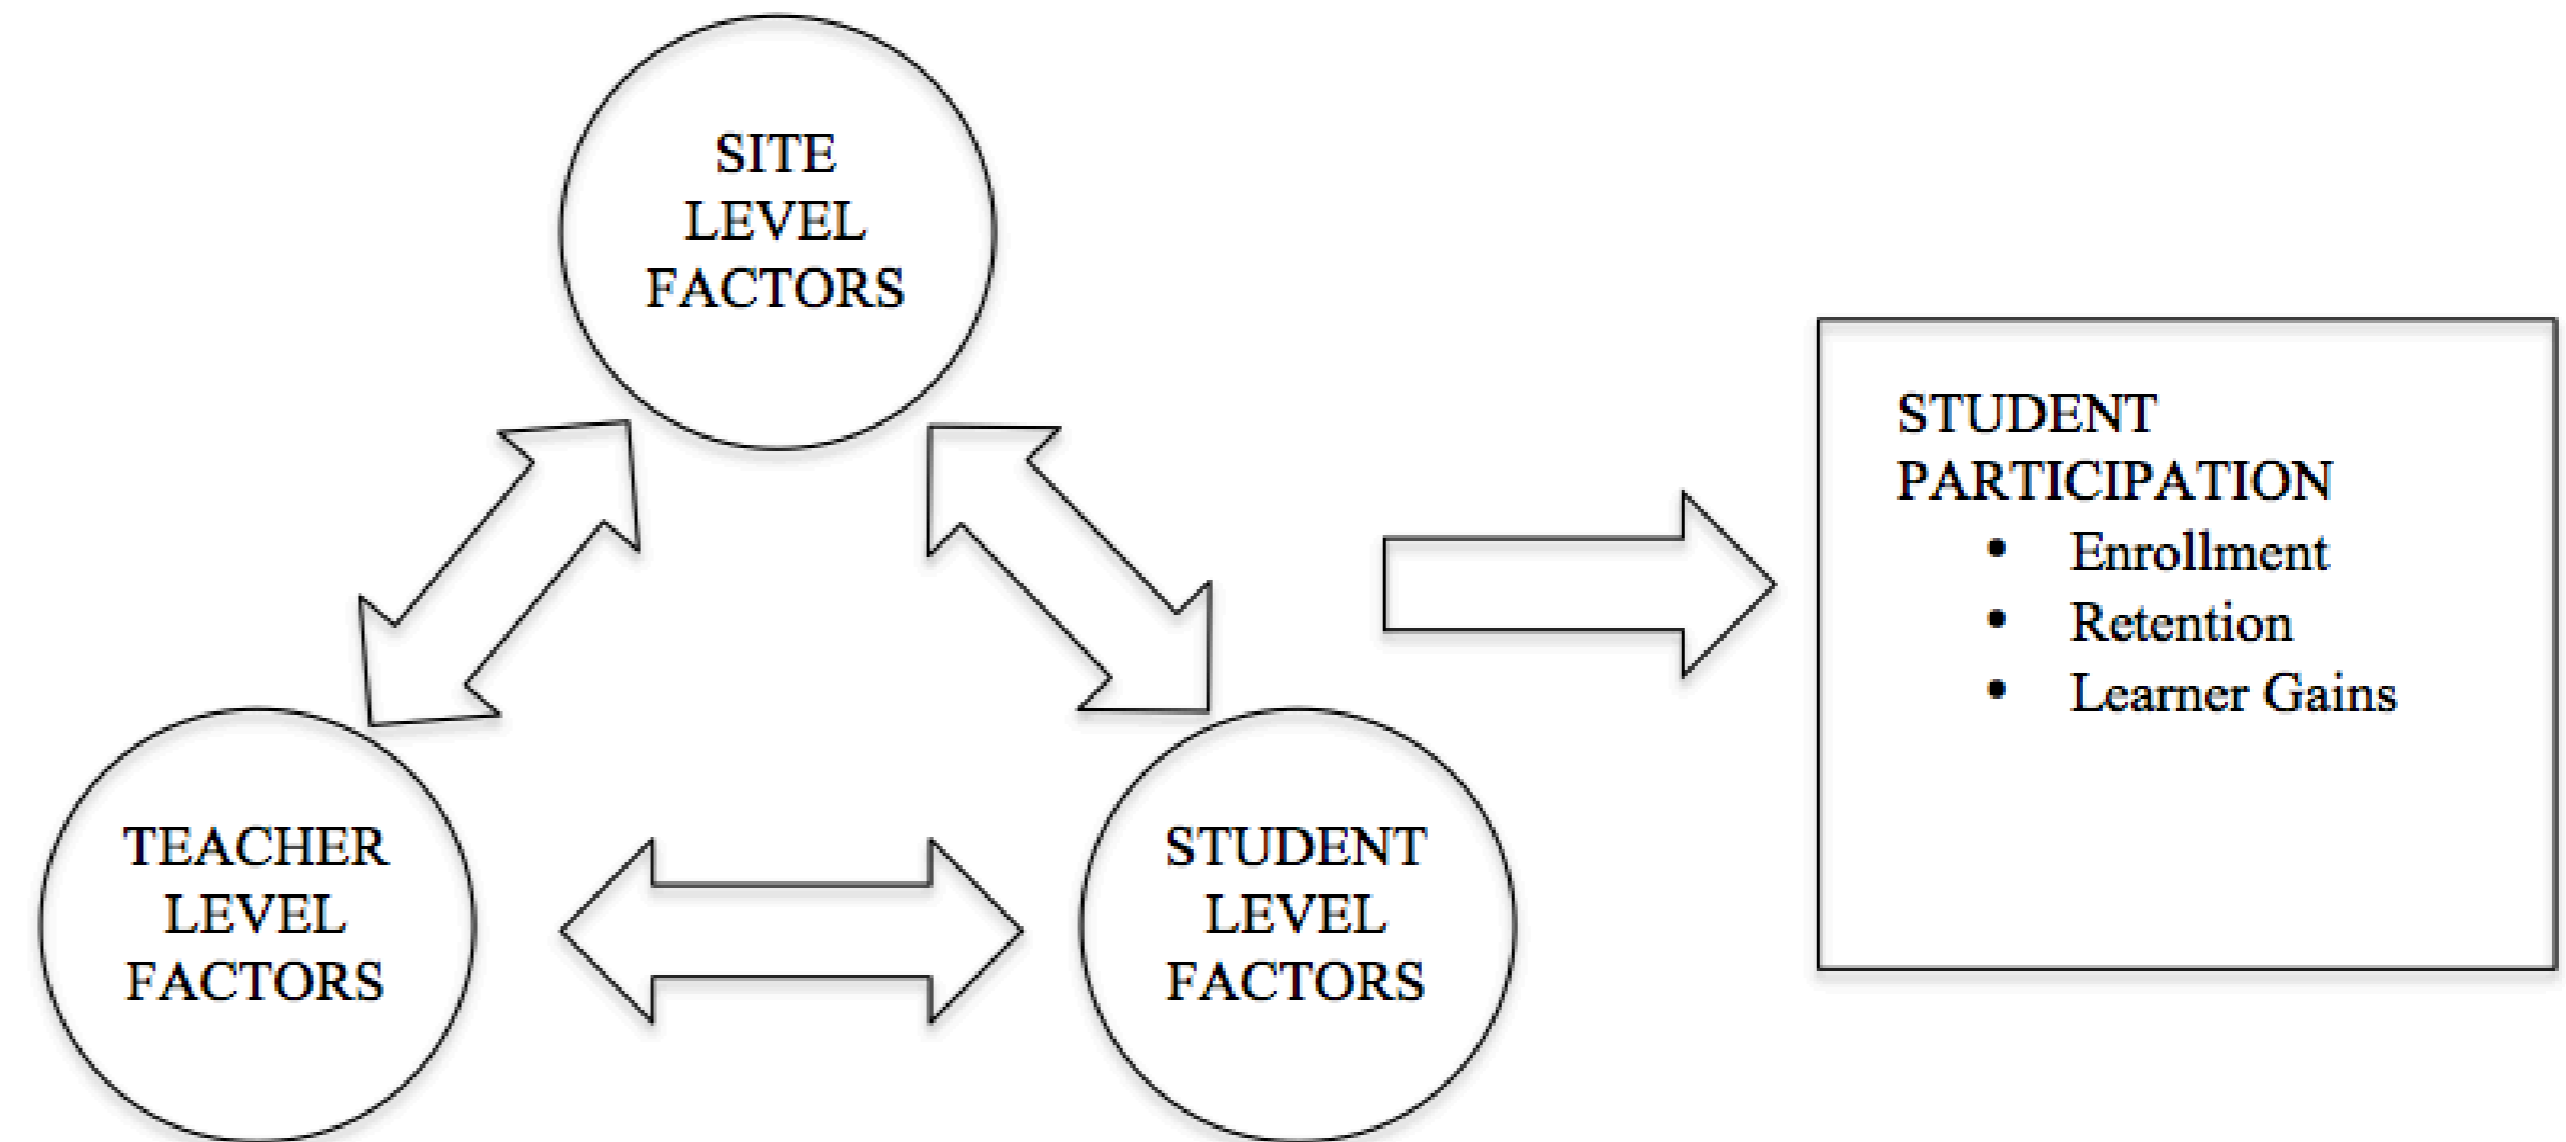 SITE
LEVEL
FACTORS
TEACHER
LEVEL
FACTORS
STUDENT
LEVEL
FACTORS
STUDENT
PARTICIPATION
• Enrollment
• Retention
• Learner Gains